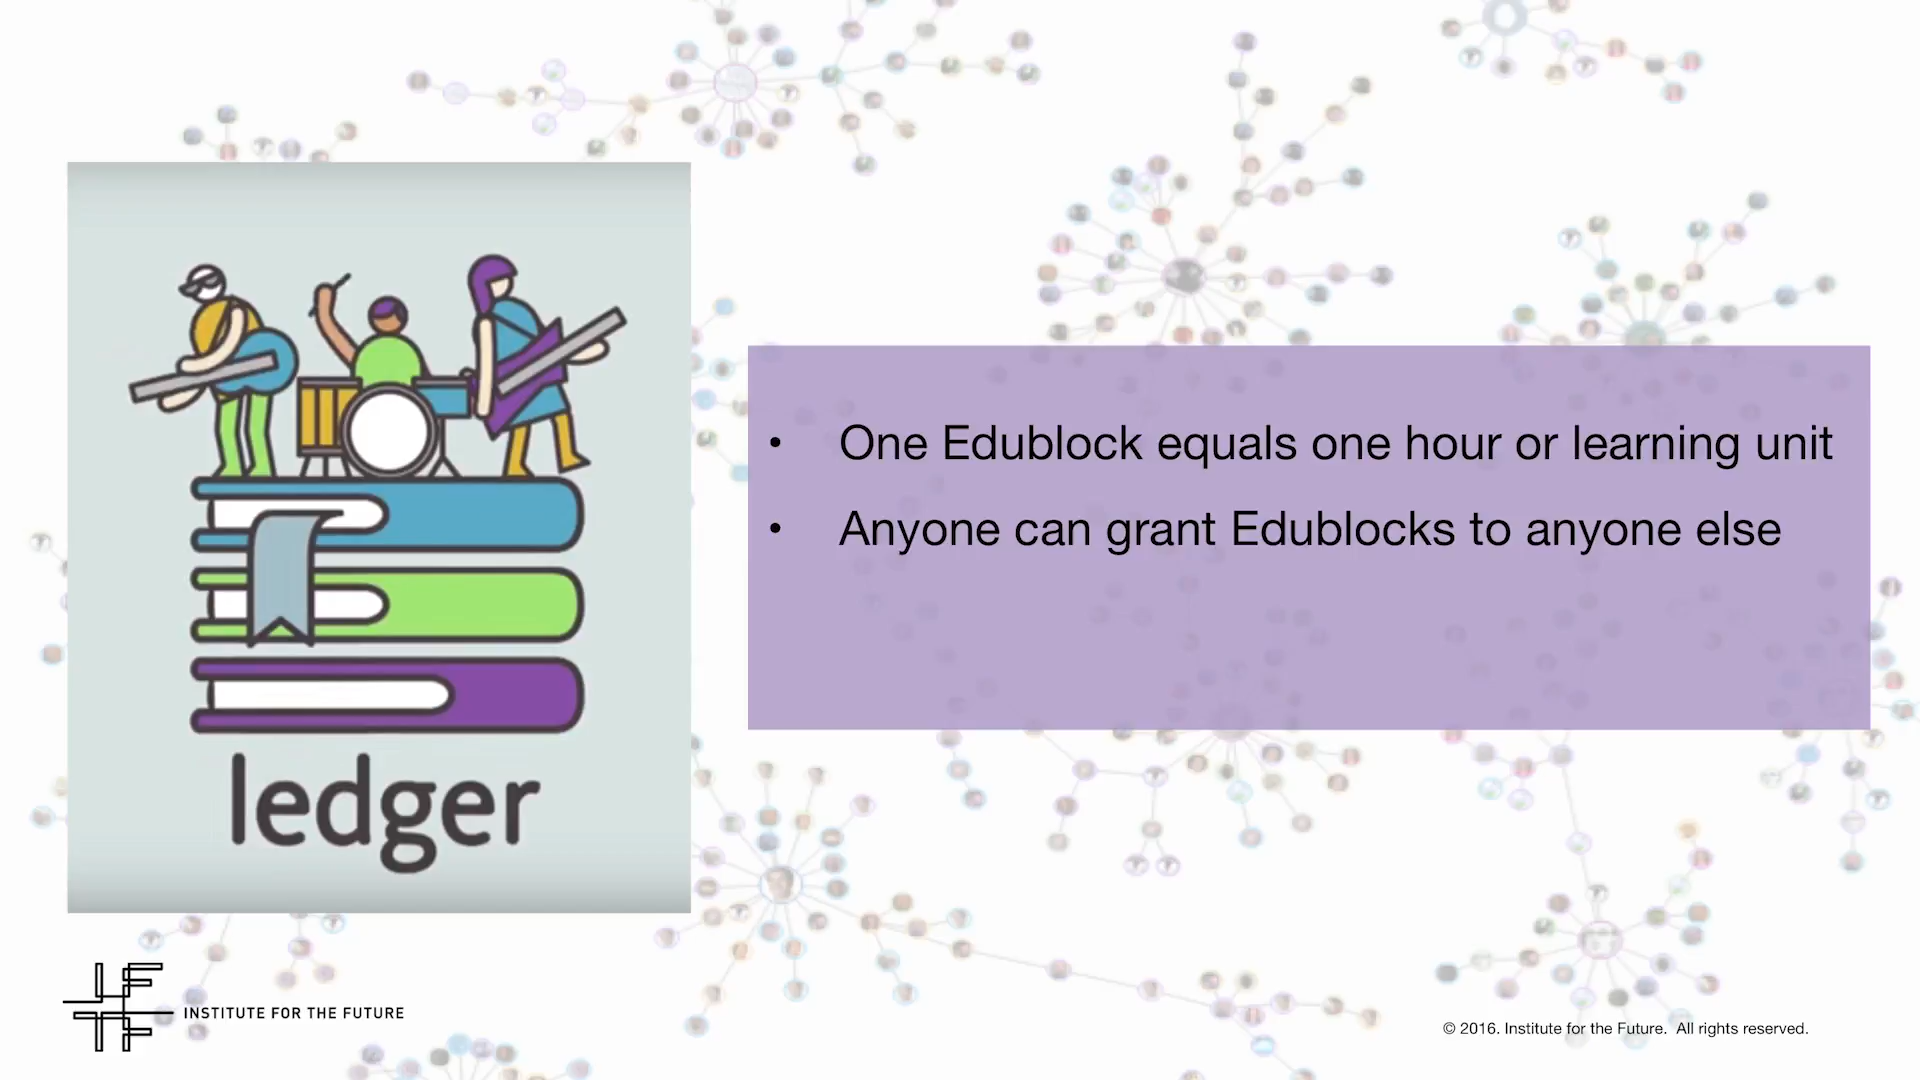 • One Edublock equals one hour or learning unit
• Anyone can grant Edublocks to anyone else
ledger
INSTITUTE FOR THE FUTURE
© 2016. Institute for the Future. All rights reserved.